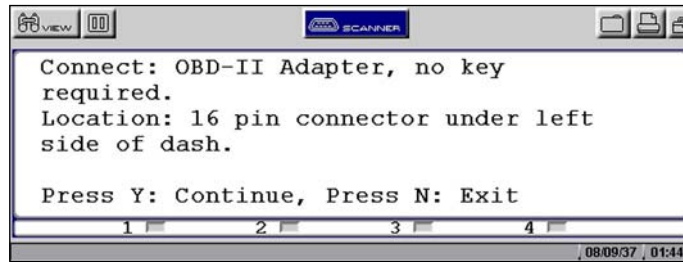 VIEW
SCANNER
Connect: OBD-II Adapter, no key
required.
Location: 16 pin connector under left
side of dash.
Press Y: Continue, Press N: Exit
1 2 3 4
08/09/37 01:44